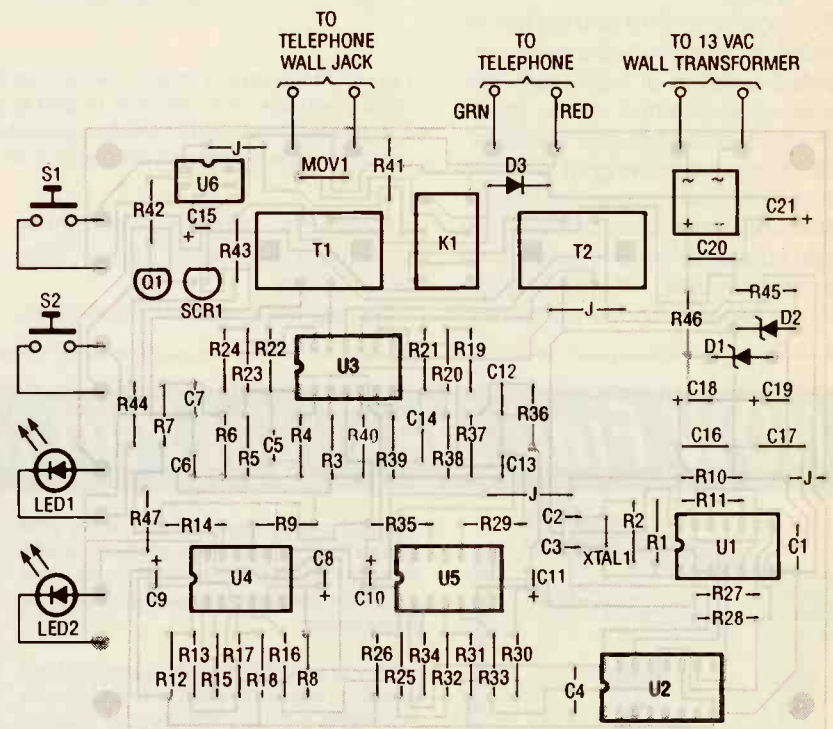 TO
TELEPHONE
WALL JACK
TO
TELEPHONE
TO 13 VAC
WALL TRANSFORMER
GRN
RED
J
MOV1
R41
D3
S1
U6
R42
C15
+
R43
T1
K1
T2
~ ~
+ -
C21
+
C20
Q1
SCR1
J
R46
R45
D2
D1
S2
R24
R22
R23
U3
R21
R19
R20
C12
R44
R7
C7
R6
R5
C5
R4
R3
R40
R39
C14
R37
R38
R36
+
C18
+
C19
C6
C13
C16
C17
LED1
J
R10
J
R11
R47
R14
R9
R35
R29
C2
C3
XTAL1
R2
R1
U1
C1
+
C9
U4
C8
+
+
C10
U5
C11
+
R27
R28
LED2
R13 R17 R16
R12 R15 R18 R8
R26 R34 R31 R30
R25 R32 R33
C4
U2